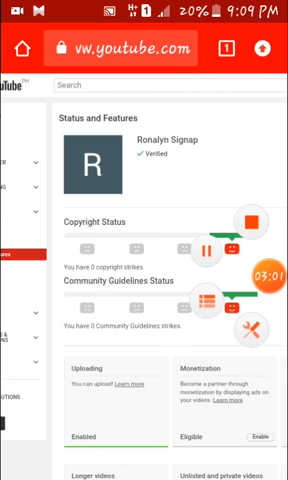 H+
1
20%
9:09 PM
vw.youtube.com
1
uTube PH
Search
Status and Features
R
Ronalyn Signap
Verified
Copyright Status
You have 0 copyright strikes.
03:01
Community Guidelines Status
You have 0 Community Guidelines strikes.
Uploading
You can upload! Learn more
Enabled
Monetization
Become a partner through
monetization by displaying ads on
your videos. Learn more
Eligible
Enable
Longer videos
Unlisted and private videos